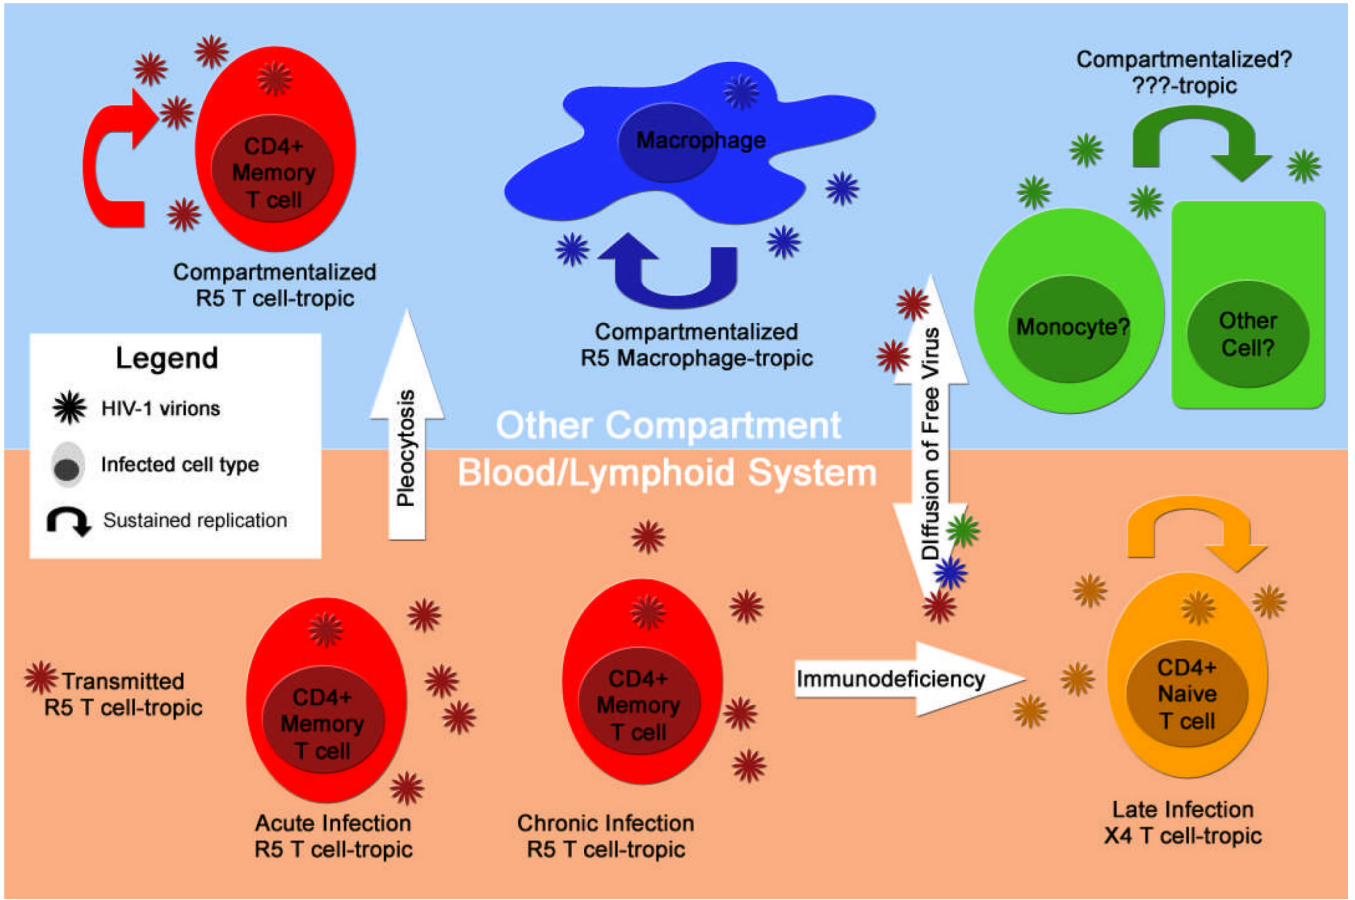 CD4+
Memory
T cell
Compartmentalized
R5 T cell-tropic
Macrophage
Compartmentalized
R5 Macrophage-tropic
Compartmentalized?
???-tropic
Monocyte?
Other
Cell?
Legend
HIV-1 virions
Infected cell type
Sustained replication
Pleocytosis
DIffusion of Free Virus
Other Compartment
Blood/Lymphoid System
Transmitted
R5 T cell-tropic
CD4+
Memory
T cell
Acute Infection
R5 T cell-tropic
CD4+
Memory
T cell
Chronic Infection
R5 T cell-tropic
Immunodeficiency
CD4+
Naive
T cell
Late Infection
X4 T cell-tropic